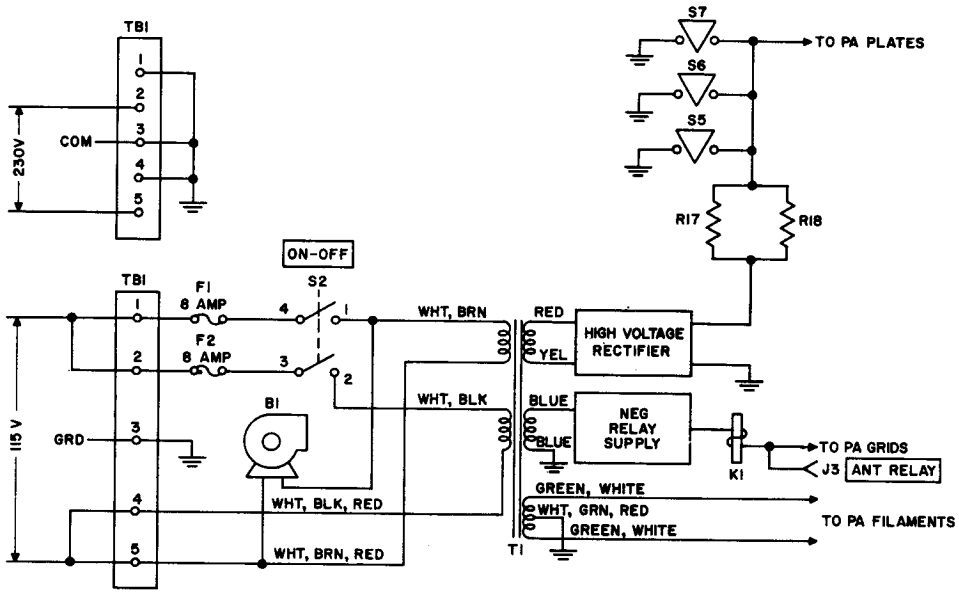 TB1
1
2
3
4
5
230V
COM
S7
S6
S5
TO PA PLATES
R17
R18
ON-OFF
S2
TB1
1
2
3
4
5
115 V
GRD
F1
8 AMP
F2
8 AMP
4
1
3
2
B1
WHT, BRN
WHT, BLK
WHT, BLK, RED
WHT, BRN, RED
RED
YEL
HIGH VOLTAGE
RECTIFIER
BLUE
BLUE
NEG
RELAY
SUPPLY
K1
TO PA GRIDS
J3 ANT RELAY
GREEN, WHITE
WHT, GRN, RED
GREEN, WHITE
T1
TO PA FILAMENTS